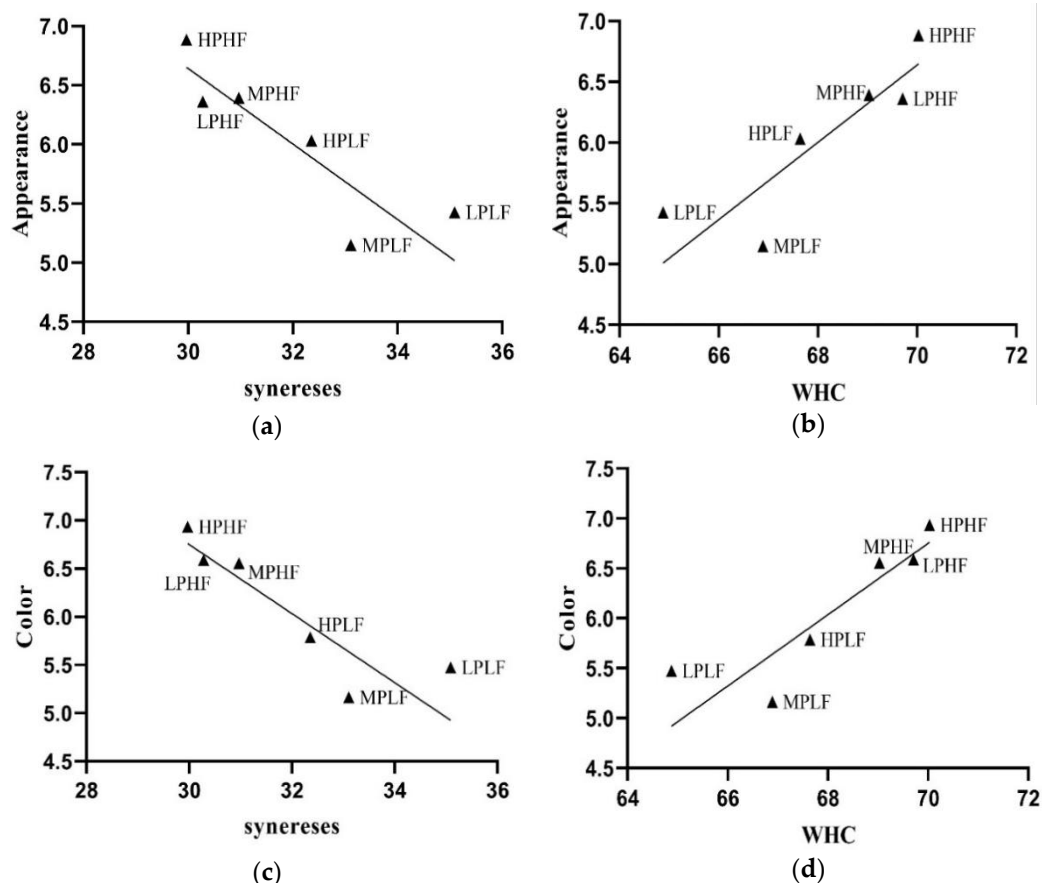 7.0
6.5
6.0
5.5
5.0
4.5
Appearance
HPHF
MPHF
LPHF
HPLF
LPLF
MPLF
28 30 32 34 36
synereses
(a)
7.0
6.5
6.0
5.5
5.0
4.5
Appearance
HPHF
MPHF
LPHF
HPLF
LPLF
MPLF
64 66 68 70 72
WHC
(b)
7.5
7.0
6.5
6.0
5.5
5.0
4.5
Color
HPHF
LPHF
MPHF
HPLF
LPLF
MPLF
28 30 32 34 36
synereses
(c)
7.5
7.0
6.5
6.0
5.5
5.0
4.5
Color
HPHF
MPHF
LPHF
HPLF
LPLF
MPLF
64 66 68 70 72
WHC
(d)